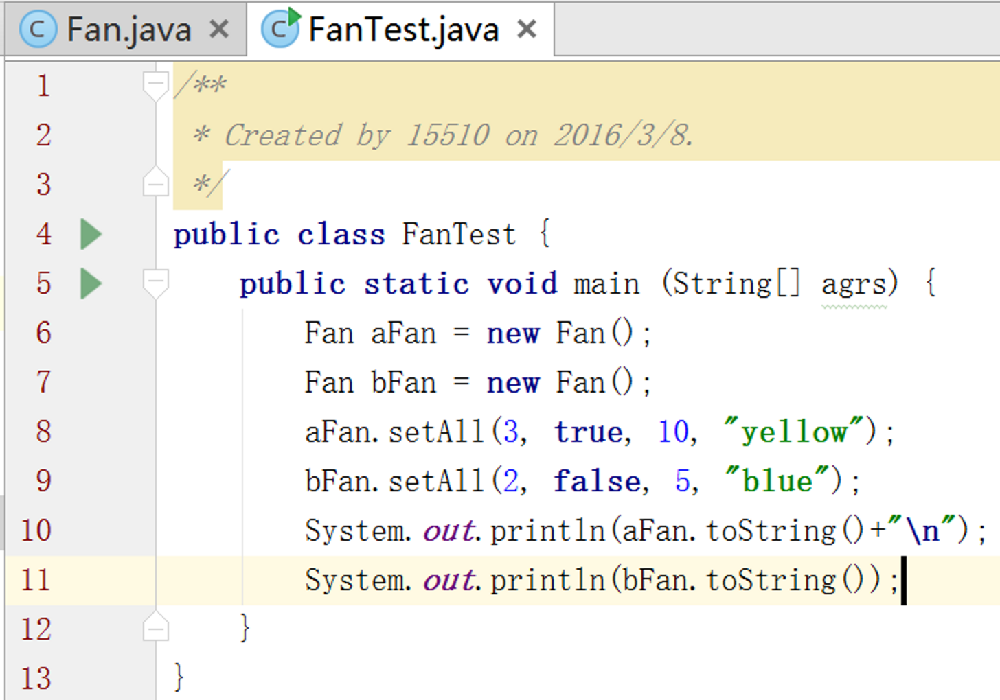 Fan.java × FanTest.java ×
1 /**
2 * Created by 15510 on 2016/3/8.
3 */
4 public class FanTest {
5 public static void main (String[] agrs) {
6 Fan aFan = new Fan();
7 Fan bFan = new Fan();
8 aFan.setAll(3, true, 10, "yellow");
9 bFan.setAll(2, false, 5, "blue");
10 System.out.println(aFan.toString()+"\n");
11 System.out.println(bFan.toString());
12 }
13 }